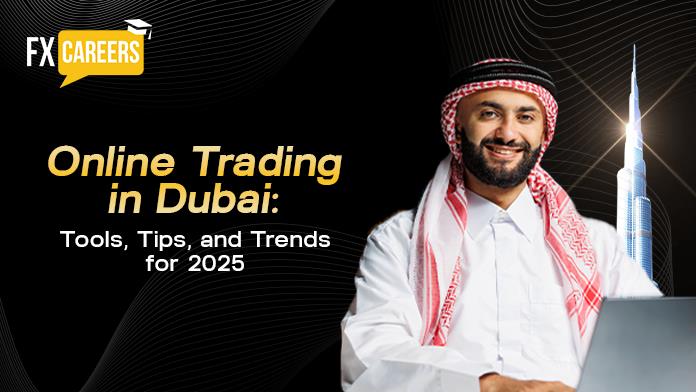 FX CAREERS
Online Trading
in Dubai:
Tools, Tips, and Trends
for 2025